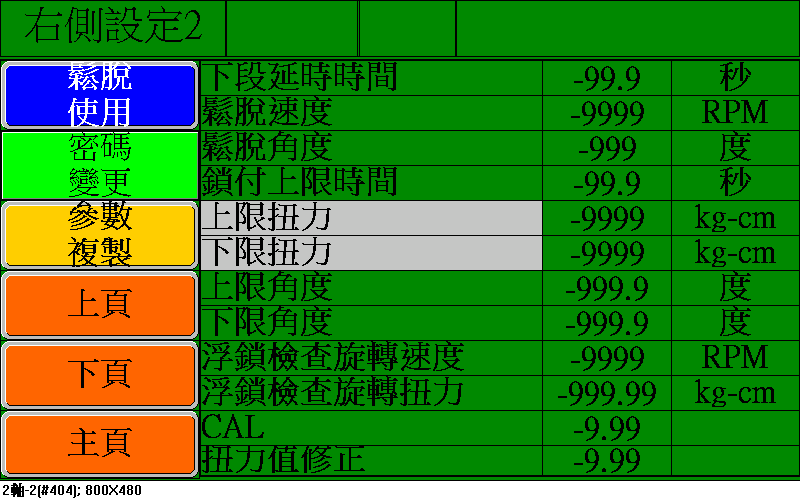 右側設定2
鬆脫
使用
下段延時時間 -99.9 秒
鬆脫速度 -9999 RPM
密碼
變更
鬆脫角度 -999 度
鎖付上限時間 -99.9 秒
參數
複製
上限扭力 -9999 kg-cm
下限扭力 -9999 kg-cm
上頁
上限角度 -999.9 度
下限角度 -999.9 度
下頁
浮鎖檢查旋轉速度 -9999 RPM
浮鎖檢查旋轉扭力 -999.99 kg-cm
主頁
CAL -9.99
扭力值修正 -9.99
2軸-2(#404); 800X480